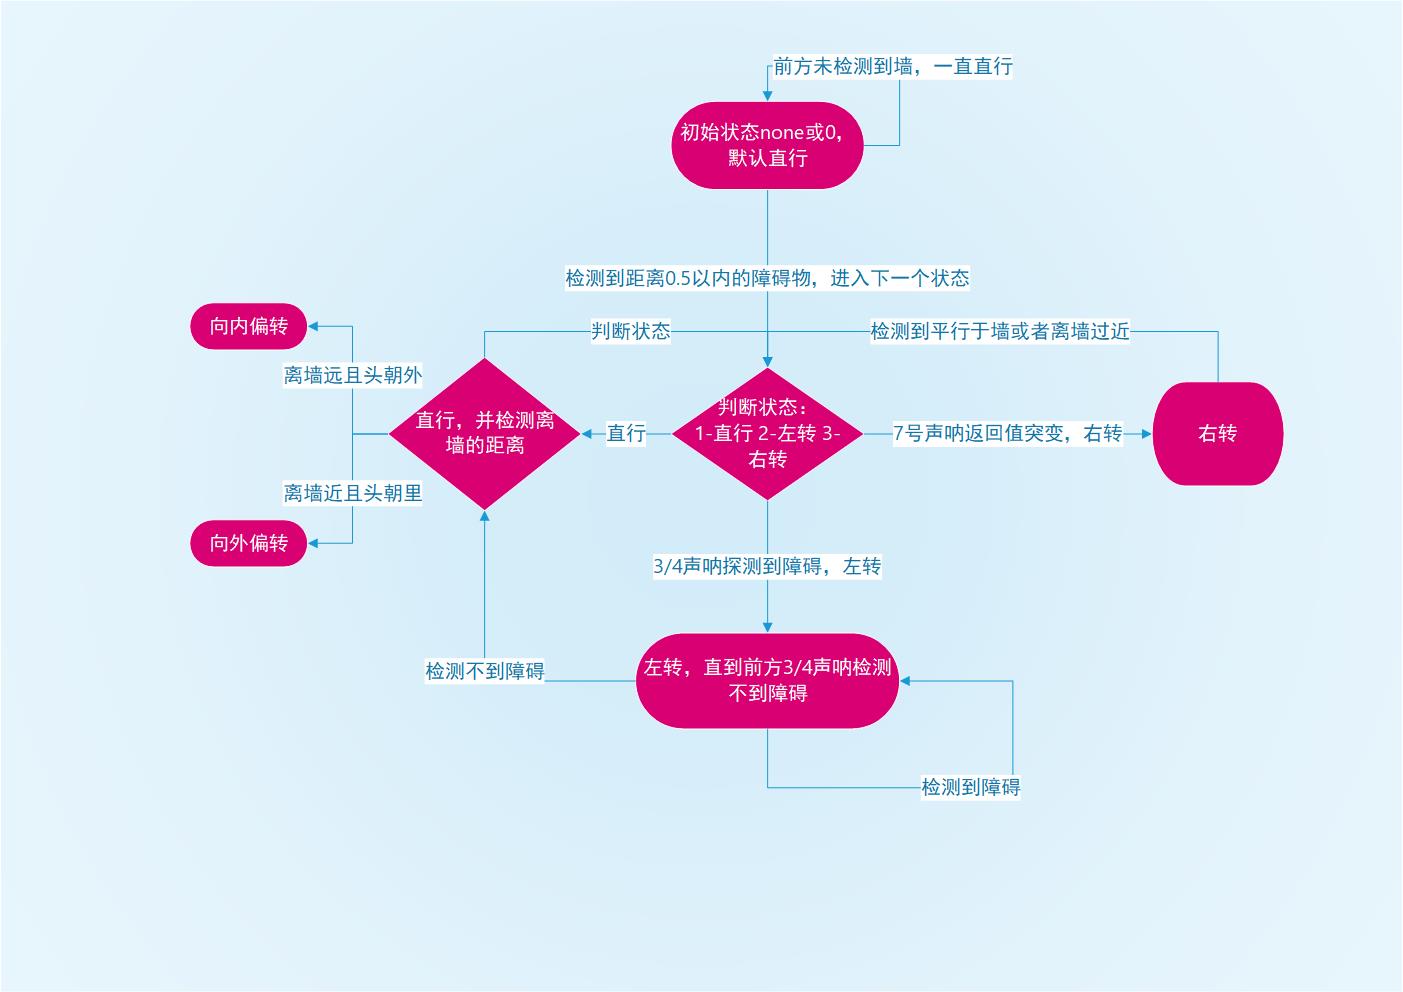 前方未检测到墙，一直直行
初始状态none或0，
默认直行
检测到距离0.5以内的障碍物，进入下一个状态
向内偏转
判断状态
检测到平行于墙或者离墙过近
离墙远且头朝外
直行，并检测离
墙的距离
直行
判断状态：
1-直行 2-左转 3-
右转
7号声呐返回值突变，右转
右转
离墙近且头朝里
向外偏转
3/4声呐探测到障碍，左转
检测不到障碍
左转，直到前方3/4声呐检测
不到障碍
检测到障碍